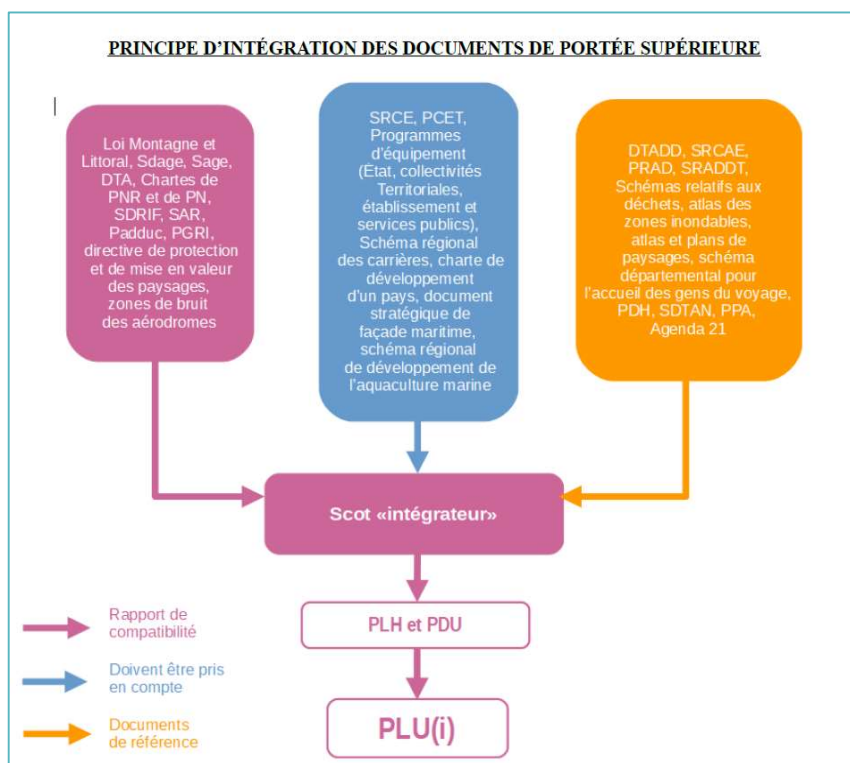 PRINCIPE D’INTÉGRATION DES DOCUMENTS DE PORTÉE SUPÉRIEURE
Loi Montagne et
Littoral, Sdage, Sage,
DTA, Chartes de
PNR et de PN,
SDRIF, SAR,
Padduc, PGRI,
directive de protection
et de mise en valeur
des paysages,
zones de bruit
des aérodromes
SRCE, PCET,
Programmes
d'équipement
(État, collectivités
Territoriales,
établissement et
services publics),
Schéma régional
des carrières, charte de
développement
d'un pays, document
stratégique de
façade maritime,
schéma régional
de développement de
l'aquaculture marine
DTADD, SRCAE,
PRAD, SRADDT,
Schémas relatifs aux
déchets, atlas des
zones inondables,
atlas et plans de
paysages, schéma
départemental pour
l'accueil des gens du voyage,
PDH, SDTAN, PPA,
Agenda 21
Scot «intégrateur»
PLH et PDU
PLU(i)
Rapport de
compatibilité
Doivent être pris
en compte
Documents
de référence